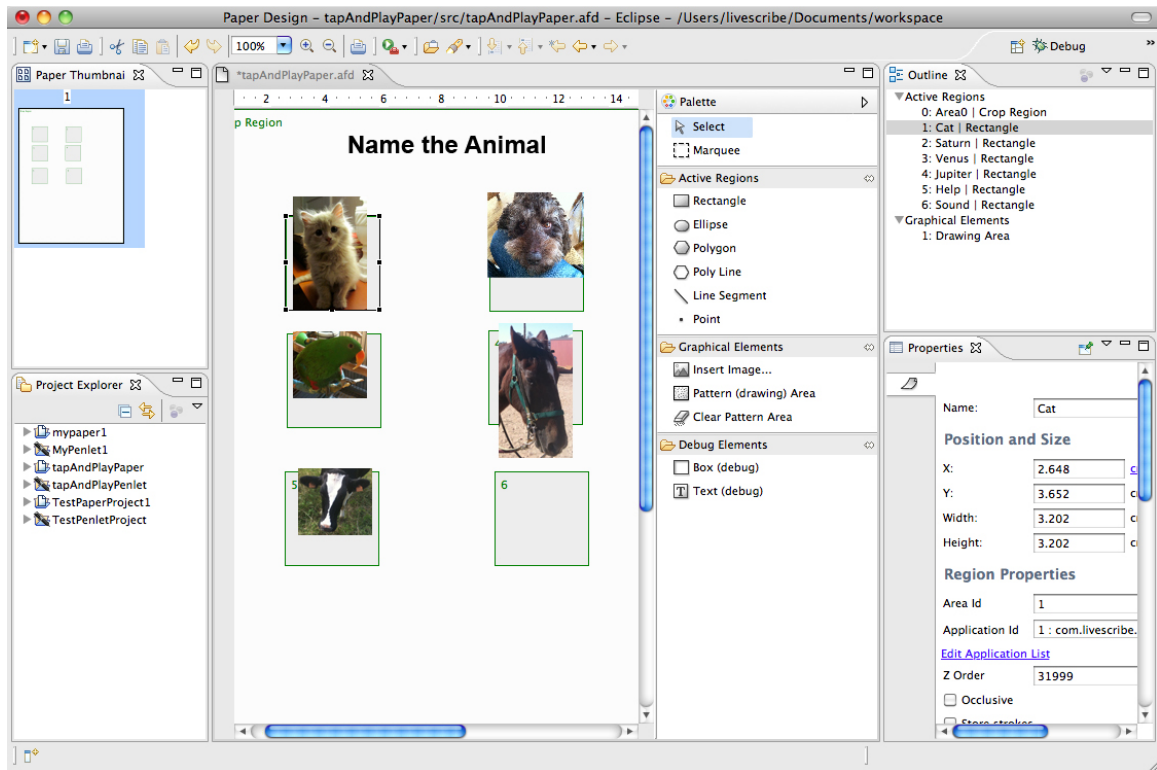 Paper Design – tapAndPlayPaper/src/tapAndPlayPaper.afd – Eclipse – /Users/livescribe/Documents/workspace
100%
Debug
»
Paper Thumbnai
1
*tapAndPlayPaper.afd
2 4 6 8 10 12 14
p Region
Name the Animal
5
6
Palette
Select
Marquee
Active Regions
Rectangle
Ellipse
Polygon
Poly Line
Line Segment
Point
Graphical Elements
Insert Image...
Pattern (drawing) Area
Clear Pattern Area
Debug Elements
Box (debug)
Text (debug)
Project Explorer
mypaper1
MyPenlet1
tapAndPlayPaper
tapAndPlayPenlet
TestPaperProject1
TestPenletProject
Outline
Active Regions
0: Area0 | Crop Region
1: Cat | Rectangle
2: Saturn | Rectangle
3: Venus | Rectangle
4: Jupiter | Rectangle
5: Help | Rectangle
6: Sound | Rectangle
Graphical Elements
1: Drawing Area
Properties
Name: Cat
Position and Size
X: 2.648
Y: 3.652
Width: 3.202
Height: 3.202
Region Properties
Area Id 1
Application Id 1 : com.livescribe.
Edit Application List
Z Order 31999
Occlusive
Store strokes